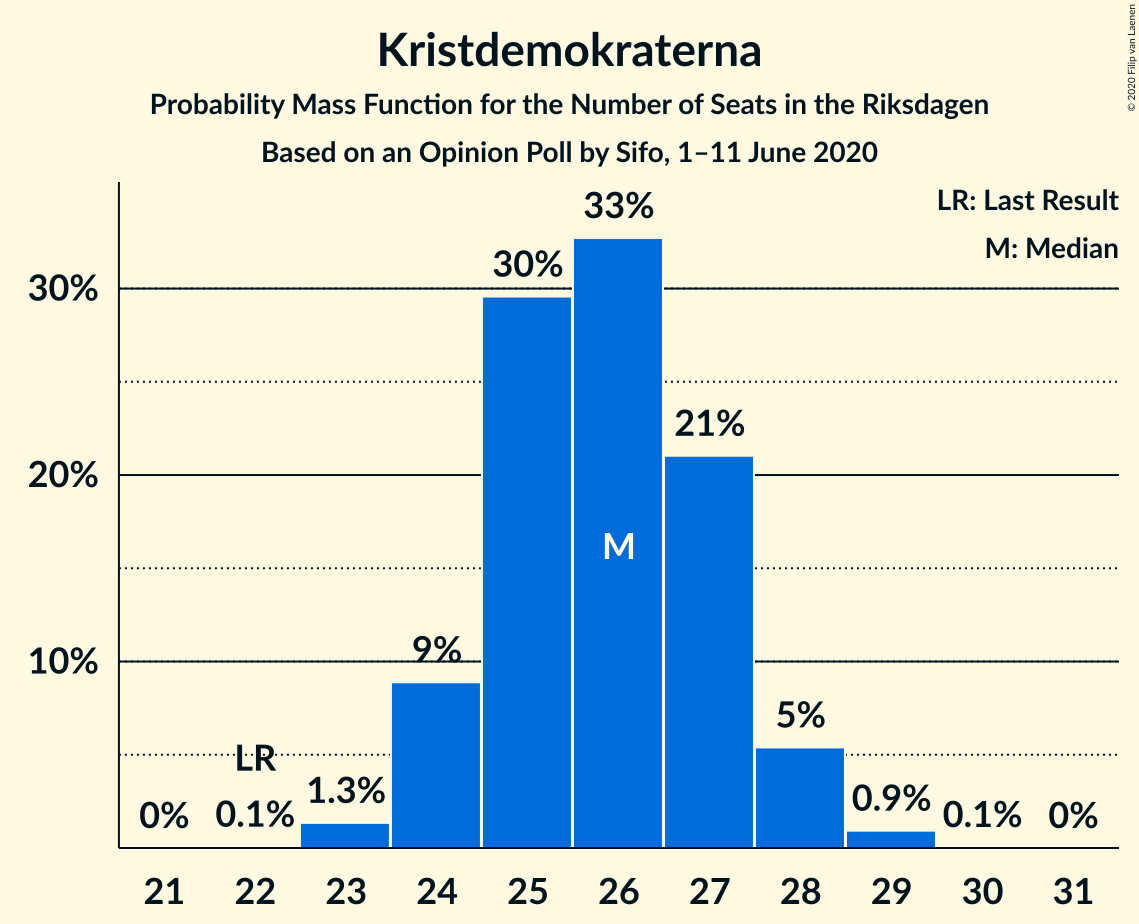 Kristdemokraterna
Probability Mass Function for the Number of Seats in the Riksdagen
Based on an Opinion Poll by Sifo, 1–11 June 2020
© 2020 Filip van Laenen
LR: Last Result
M: Median
33%
30%
30%
21%
20%
M
9%
10%
5%
LR
1.3%
0.9%
0%
0.1%
0.1%
0%
21 22 23 24 25 26 27 28 29 30 31